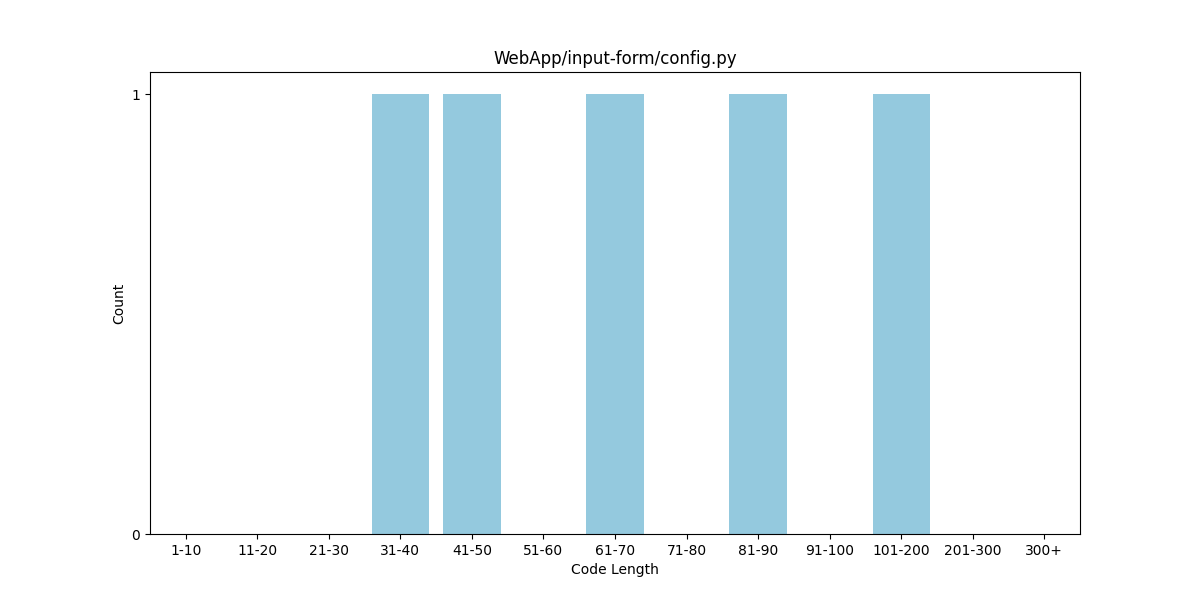 WebApp/input-form/config.py
1
Count
0
1-10 11-20 21-30 31-40 41-50 51-60 61-70 71-80 81-90 91-100 101-200 201-300 300+
Code Length